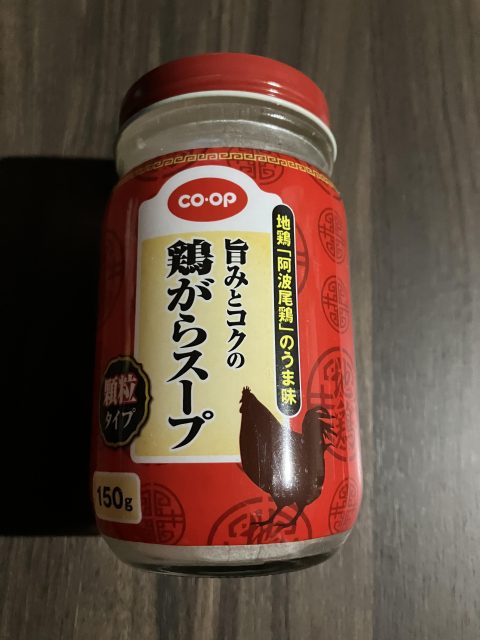 CO·OP
地鶏「阿波尾鶏」のうま味
旨みとコクの
鶏がらスープ
顆粒
タイプ
150g